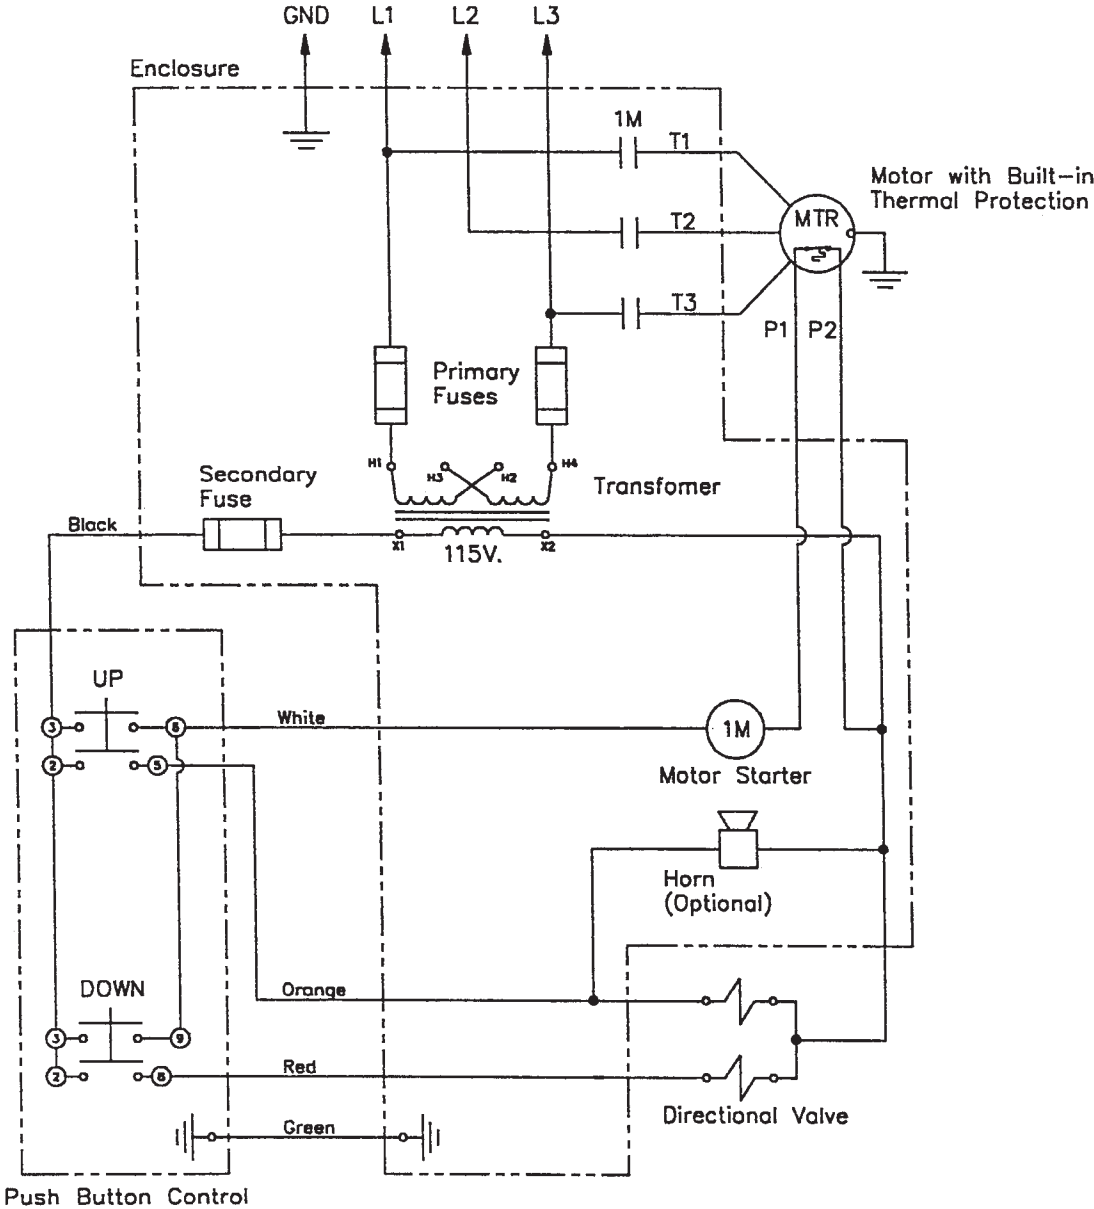 GND L1 L2 L3
Enclosure
1M
T1
Motor with Built-in
Thermal Protection
MTR
T2
T3
P1 P2
Primary
Fuses
H1 H3 H2 H4
Secondary
Fuse
Transfomer
Black
X1 X2
115V.
UP
3 6
White
1M
2 5
Motor Starter
Horn
(Optional)
DOWN
Orange
3 9
Red
2 8
Directional Valve
Green
Push Button Control